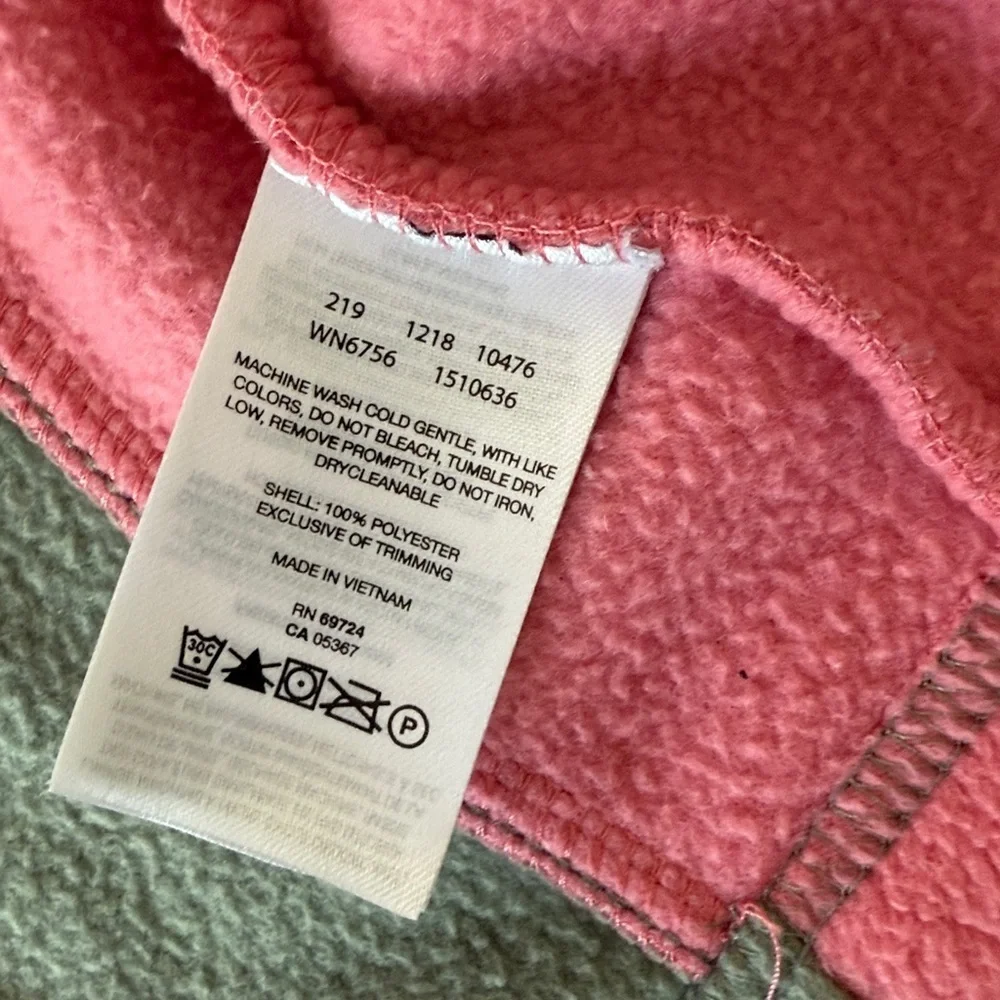 219 1218 10476
WN6756 1510636
MACHINE WASH COLD GENTLE, WITH LIKE
COLORS, DO NOT BLEACH, TUMBLE DRY
LOW, REMOVE PROMPTLY, DO NOT IRON,
DRYCLEANABLE
SHELL: 100% POLYESTER
EXCLUSIVE OF TRIMMING
MADE IN VIETNAM
RN 69724
CA 05367
30C P